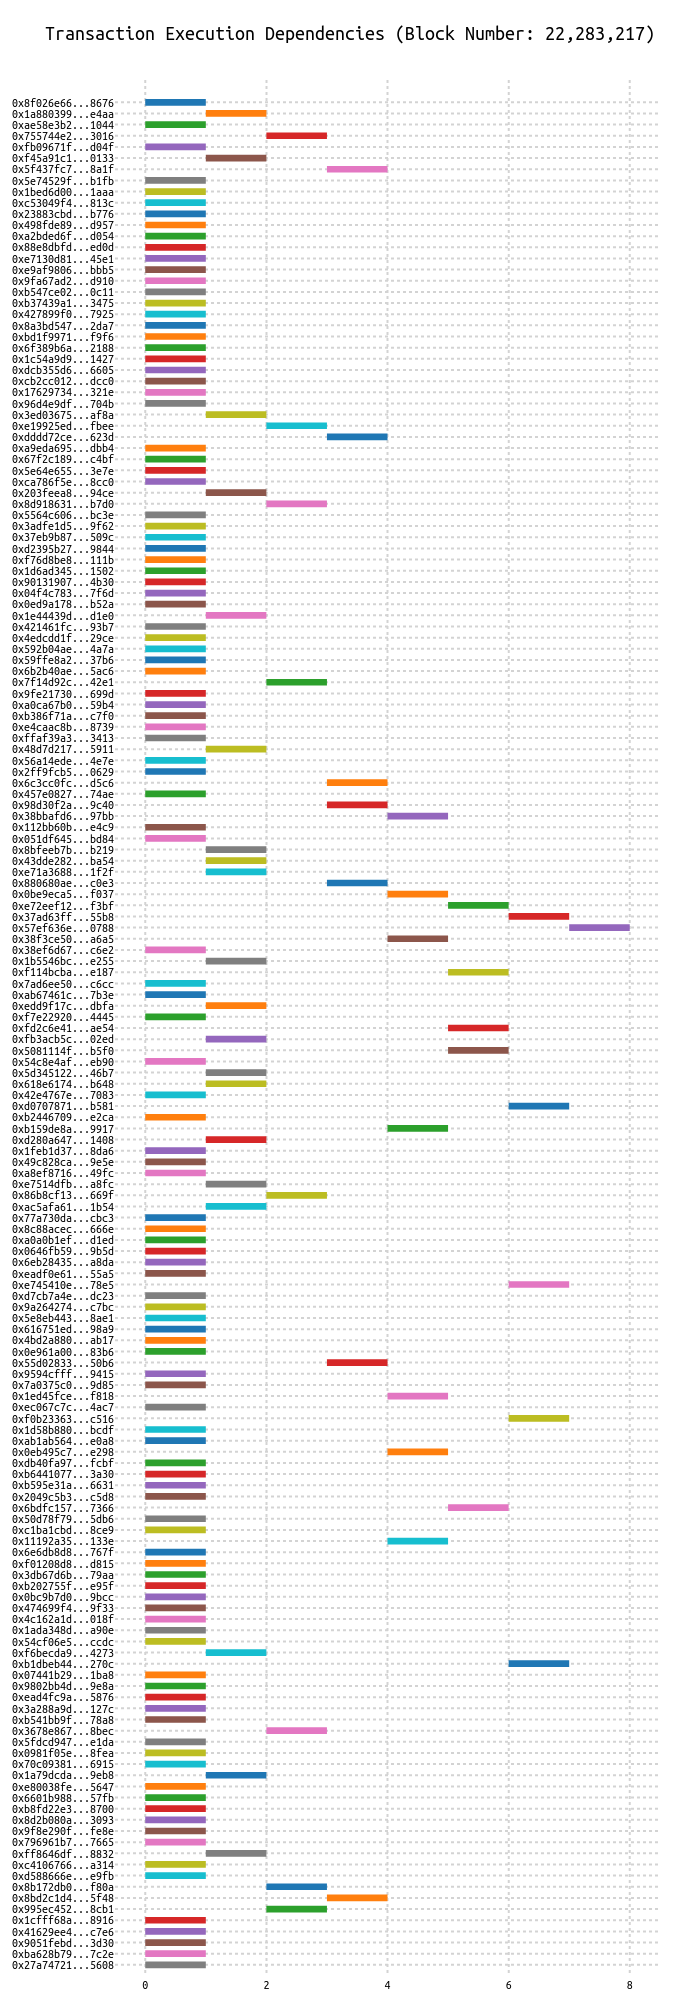 Transaction Execution Dependencies (Block Number: 22,283,217)
0x8f026e66...8676
0x1a880399...e4aa
0xae58e3b2...1044
0x755744e2...3016
0xfb09671f...d04f
0xf45a91c1...0133
0x5f437fc7...8a1f
0x5e74529f...b1fb
0x1bed6d00...1aaa
0xc53049f4...813c
0x23883cbd...b776
0x498fde89...d957
0xa2bded6f...d054
0x88e8dbfd...ed0d
0xe7130d81...45e1
0xe9af9806...bbb5
0x9fa67ad2...d910
0xb547ce02...0c11
0xb37439a1...3475
0x427899f0...7925
0x8a3bd547...2da7
0xbd1f9971...f9f6
0x6f389b6a...2188
0x1c54a9d9...1427
0xdcb355d6...6605
0xcb2cc012...dcc0
0x17629734...321e
0x96d4e9df...704b
0x3ed03675...af8a
0xe19925ed...fbee
0xdddd72ce...623d
0xa9eda695...dbb4
0x67f2c189...c4bf
0x5e64e655...3e7e
0xca786f5e...8cc0
0x203feea8...94ce
0x8d918631...b7d0
0x5564c606...bc3e
0x3adfe1d5...9f62
0x37eb9b87...509c
0xd2395b27...9844
0xf76d8be8...111b
0x1d6ad345...1502
0x90131907...4b30
0x04f4c783...7f6d
0x0ed9a178...b52a
0x1e44439d...d1e0
0x421461fc...93b7
0x4edcdd1f...29ce
0x592b04ae...4a7a
0x59ffe8a2...37b6
0x6b2b40ae...5ac6
0x7f14d92c...42e1
0x9fe21730...699d
0xa0ca67b0...59b4
0xb386f71a...c7f0
0xe4caac8b...8739
0xffaf39a3...3413
0x48d7d217...5911
0x56a14ede...4e7e
0x2ff9fcb5...0629
0x6c3cc0fc...d5c6
0x457e0827...74ae
0x98d30f2a...9c40
0x38bbafd6...97bb
0x112bb60b...e4c9
0x051df645...bd84
0x8bfeeb7b...b219
0x43dde282...ba54
0xe71a3688...1f2f
0x880680ae...c0e3
0x0be9eca5...f037
0xe72eef12...f3bf
0x37ad63ff...55b8
0x57ef636e...0788
0x38f3ce50...a6a5
0x38ef6d67...c6e2
0x1b5546bc...e255
0xf114bcba...e187
0x7ad6ee50...c6cc
0xab67461c...7b3e
0xedd9f17c...dbfa
0xf7e22920...4445
0xfd2c6e41...ae54
0xfb3acb5c...02ed
0x5081114f...b5f0
0x54c8e4af...eb90
0x5d345122...46b7
0x618e6174...b648
0x42e4767e...7083
0xd0707871...b581
0xb2446709...e2ca
0xb159de8a...9917
0xd280a647...1408
0x1feb1d37...8da6
0x49c828ca...9e5e
0xa8ef8716...49fc
0xe7514dfb...a8fc
0x86b8cf13...669f
0xac5afa61...1b54
0x77a730da...cbc3
0x8c88acec...666e
0xa0a0b1ef...d1ed
0x0646fb59...9b5d
0x6eb28435...a8da
0xeadf0e61...55a5
0xe745410e...78e5
0xd7cb7a4e...dc23
0x9a264274...c7bc
0x5e8eb443...8ae1
0x616751ed...98a9
0x4bd2a880...ab17
0x0e961a00...83b6
0x55d02833...50b6
0x9594cfff...9415
0x7a0375c0...9d85
0x1ed45fce...f818
0xec067c7c...4ac7
0xf0b23363...c516
0x1d58b880...bcdf
0xab1ab564...e0a8
0x0eb495c7...e298
0xdb40fa97...fcbf
0xb6441077...3a30
0xb595e31a...6631
0x2049c5b3...c5d8
0x6bdfc157...7366
0x50d78f79...5db6
0xc1ba1cbd...8ce9
0x11192a35...133e
0x6e6db8d8...767f
0xf01208d8...d815
0x3db67d6b...79aa
0xb202755f...e95f
0x0bc9b7d0...9bcc
0x474699f4...9f33
0x4c162a1d...018f
0x1ada348d...a90e
0x54cf06e5...ccdc
0xf6becda9...4273
0xb1dbeb44...270c
0x07441b29...1ba8
0x9802bb4d...9e8a
0xead4fc9a...5876
0x3a288a9d...127c
0xb541bb9f...78a8
0x3678e867...8bec
0x5fdcd947...e1da
0x0981f05e...8fea
0x70c09381...6915
0x1a79dcda...9eb8
0xe80038fe...5647
0x6601b988...57fb
0xb8fd22e3...8700
0x8d2b080a...3093
0x9f8e290f...fe8e
0x796961b7...7665
0xff8646df...8832
0xc4106766...a314
0xd588666e...e9fb
0x8b172db0...f80a
0x8bd2c1d4...5f48
0x995ec452...8cb1
0x1cfff68a...8916
0x41629ee4...c7e6
0x9051febd...3d30
0xba628b79...7c2e
0x27a74721...5608
0 2 4 6 8